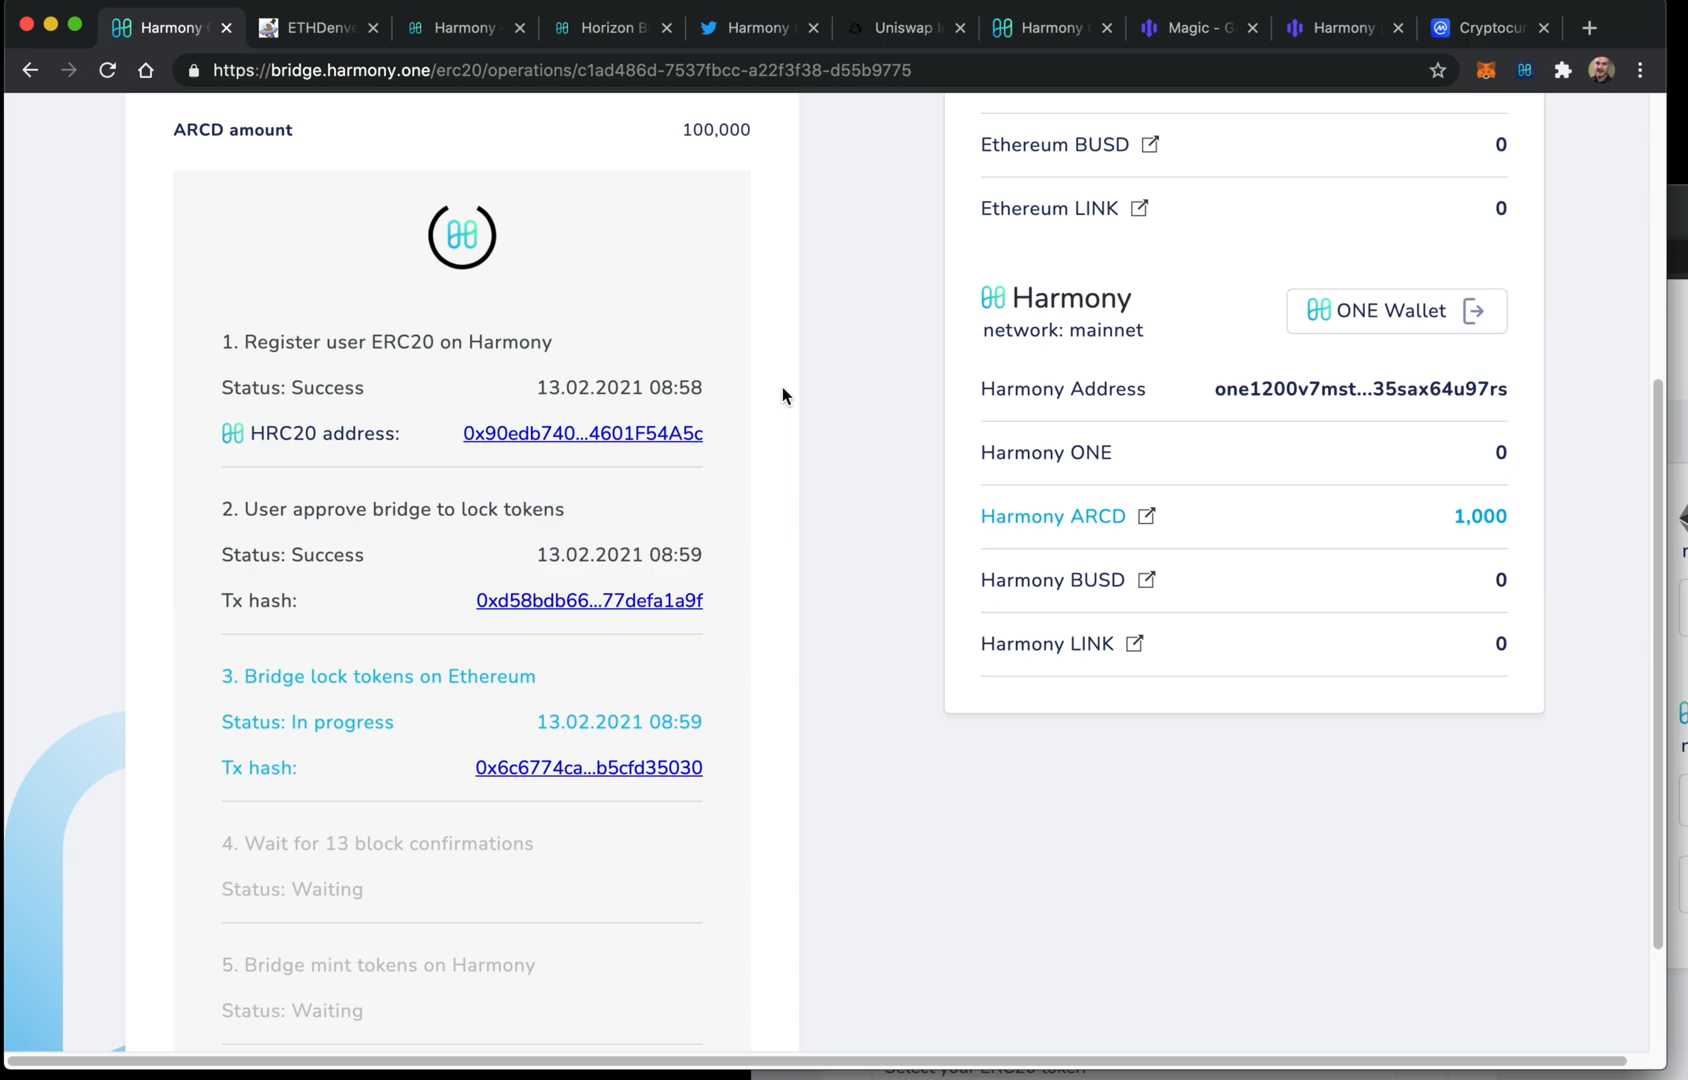 Harmony
ETHDenve
Harmony -
Horizon B
Harmony
Uniswap I
Harmony
Magic - G
Harmony
Cryptocur
https://bridge.harmony.one/erc20/operations/c1ad486d-7537fbcc-a22f3f38-d55b9775
ARCD amount 100,000
1. Register user ERC20 on Harmony
Status: Success 13.02.2021 08:58
HRC20 address: 0x90edb740...4601F54A5c
2. User approve bridge to lock tokens
Status: Success 13.02.2021 08:59
Tx hash: 0xd58bdb66...77defa1a9f
3. Bridge lock tokens on Ethereum
Status: In progress 13.02.2021 08:59
Tx hash: 0x6c6774ca...b5cfd35030
4. Wait for 13 block confirmations
Status: Waiting
5. Bridge mint tokens on Harmony
Status: Waiting
Ethereum BUSD 0
Ethereum LINK 0
Harmony
network: mainnet
ONE Wallet
Harmony Address one1200v7mst...35sax64u97rs
Harmony ONE 0
Harmony ARCD 1,000
Harmony BUSD 0
Harmony LINK 0
Select your ERC20 token